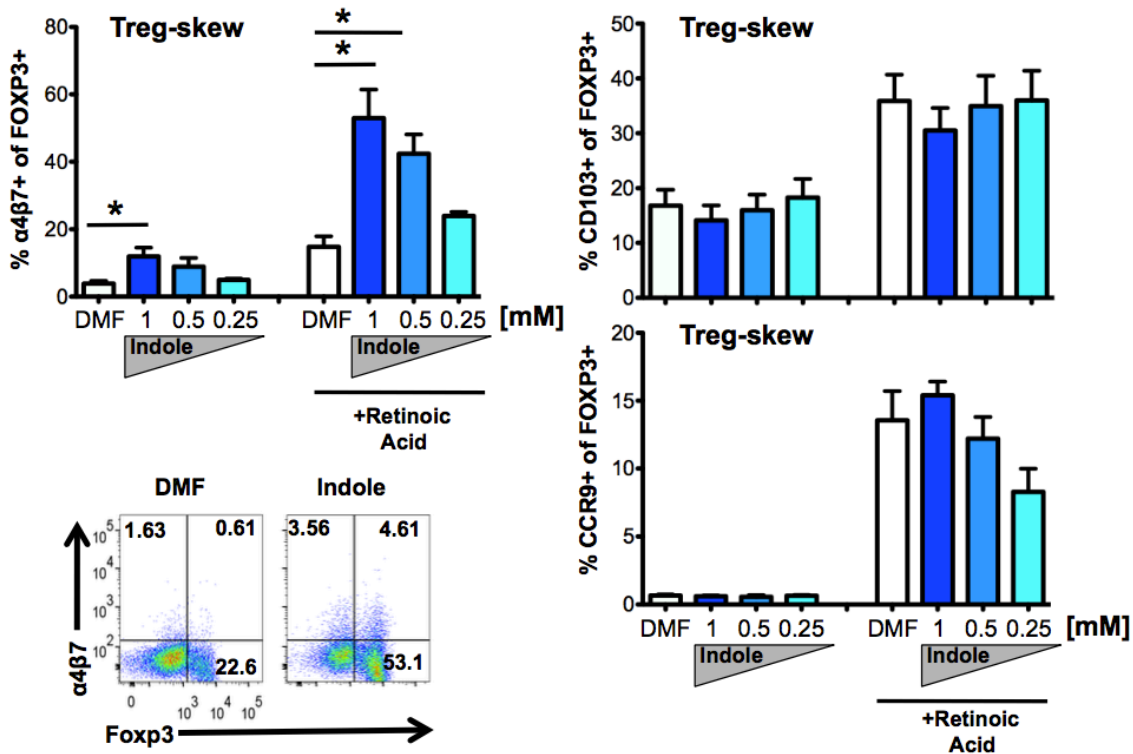 Treg-skew
% α4β7+ of FOXP3+
80
60
40
20
0
*
*
*
DMF 1 0.5 0.25 DMF 1 0.5 0.25 [mM]
Indole Indole
+Retinoic
Acid
DMF Indole
α4β7
10⁵
10⁴
10³
10²
1.63 0.61 3.56 4.61
22.6 53.1
0 10³ 10⁴ 10⁵
Foxp3
Treg-skew
% CD103+ of FOXP3+
50
40
30
20
10
0
Treg-skew
% CCR9+ of FOXP3+
20
15
10
5
0
DMF 1 0.5 0.25 DMF 1 0.5 0.25 [mM]
Indole Indole
+Retinoic
Acid